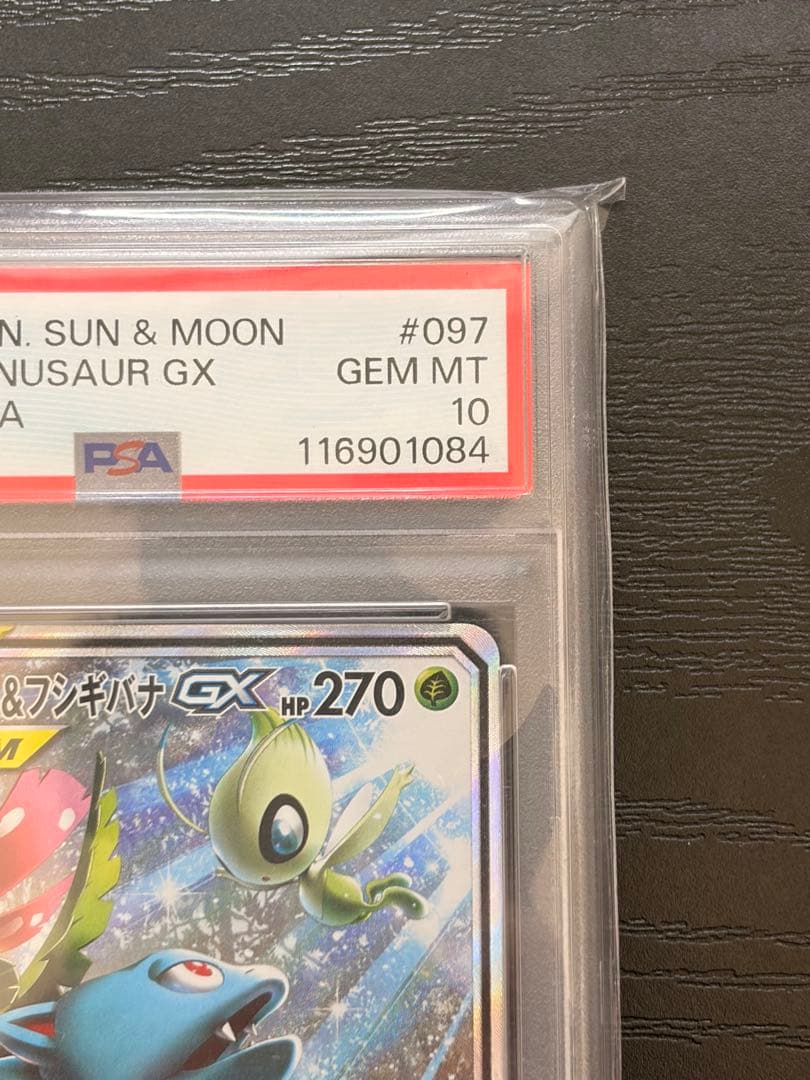 N. SUN & MOON #097
NUSAUR GX GEM MT
A 10
PSA 116901084
&フシギバナ GX HP 270
M